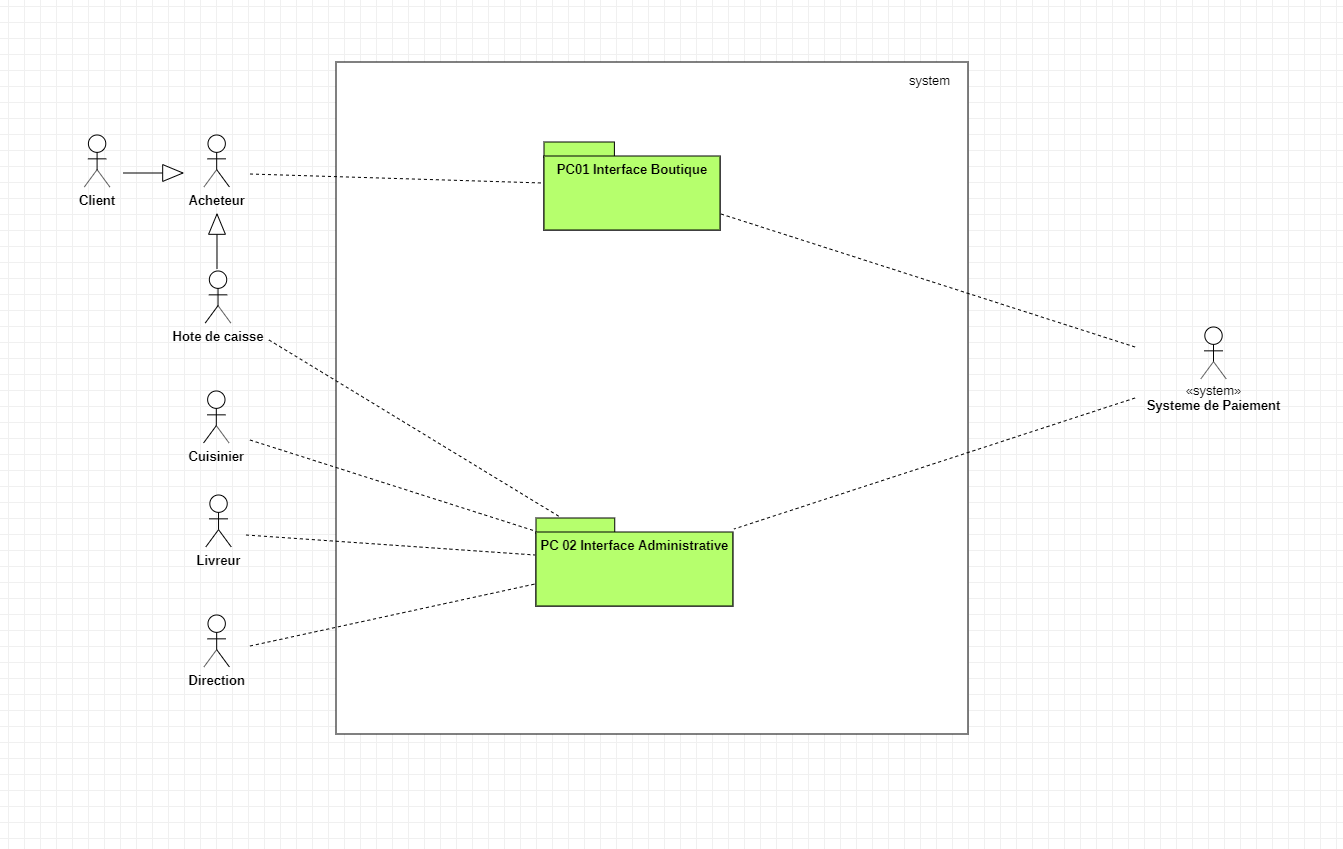 system
PC01 Interface Boutique
Client
Acheteur
Hote de caisse
«system»
Systeme de Paiement
Cuisinier
PC 02 Interface Administrative
Livreur
Direction